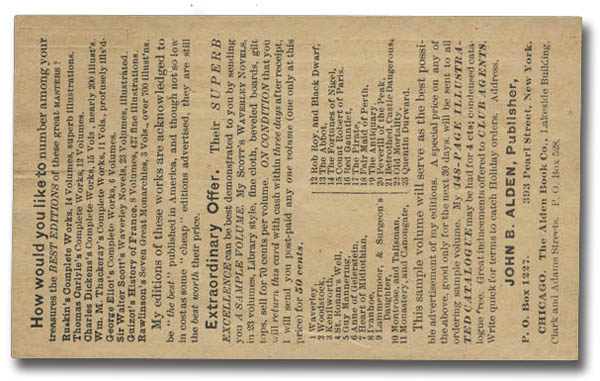 How would you like to number among your
treasures the BEST EDITIONS of these great MASTERS?
Ruskin's Complete Works, 14 Volumes, superb illustrations.
Thomas Carlyle's Complete Works, 12 Volumes.
Charles Dickens's Complete Works, 15 Vols., nearly 200 illust's.
Wm. M. Thackeray's Complete Works, 11 Vols., profusely ills'd.
George Eliot's Complete Works, 6 Volumes.
Sir Walter Scott's Waverley Novels, 23 Volumes, illustrated.
Guizot's History of France, 8 Volumes, 427 fine illustrations.
Rawlinson's Seven Great Monarchies, 3 Vols., over 700 illust'ns.
My editions of these works are acknowledged to
be "the best" published in America, and though not so low
in cost as some "cheap" editions advertised, they are still
the best worth their price.
Extraordinary Offer. Their SUPERB
EXCELLENCE can be best demonstrated to you by sending
you A SAMPLE VOLUME. My SCOTT'S WAVERLEY NOVELS,
in 23 volumes, Library style, fine cloth, beveled boards, gilt
tops, sell for 70 cents per volume. ON CONDITION that you
will return this card with cash within three days after receipt,
I will send you post-paid any one volume (one only at this
price) for 50 cents.
1 Waverley,
2 Woodstock,
3 Kenilworth,
4 St. Ronan's Well,
5 Guy Mannering,
6 Anne of Geierstein,
7 Heart of Midlothian,
8 Ivanhoe,
9 Lammermoor, & Surgeon's
Daughter,
10 Montrose, and Talisman,
11 Monastery, and Canongate,
12 Rob Roy, and Black Dwarf,
13 The Abbot,
14 The Fortunes of Nigel,
15 Count Robert of Paris,
16 Red Gauntlet,
17 The Pirate,
18 Fair Maid of Perth,
19 The Antiquary,
20 Peveril of the Peak,
21 Betrothed, Castle Dangerous,
22 Old Mortality,
23 Quentin Durward.
This sample volume will serve as the best possi-
ble advertisement of my editions. A special price on any of
the above, good only for the next 30 days, will be sent to all
ordering sample volume. My 148-PAGE ILLUSTRA-
TED CATALOGUE may be had for 4 cts; condensed cata-
logue free. Great inducements offered to CLUB AGENTS.
Write quick for terms to catch Holiday orders. Address,
JOHN B. ALDEN, Publisher,
P. O. Box 1227. 393 Pearl Street, New York.
CHICAGO. The Alden Book Co., Lakeside Building,
Clark and Adams Streets. P. O. Box 528.